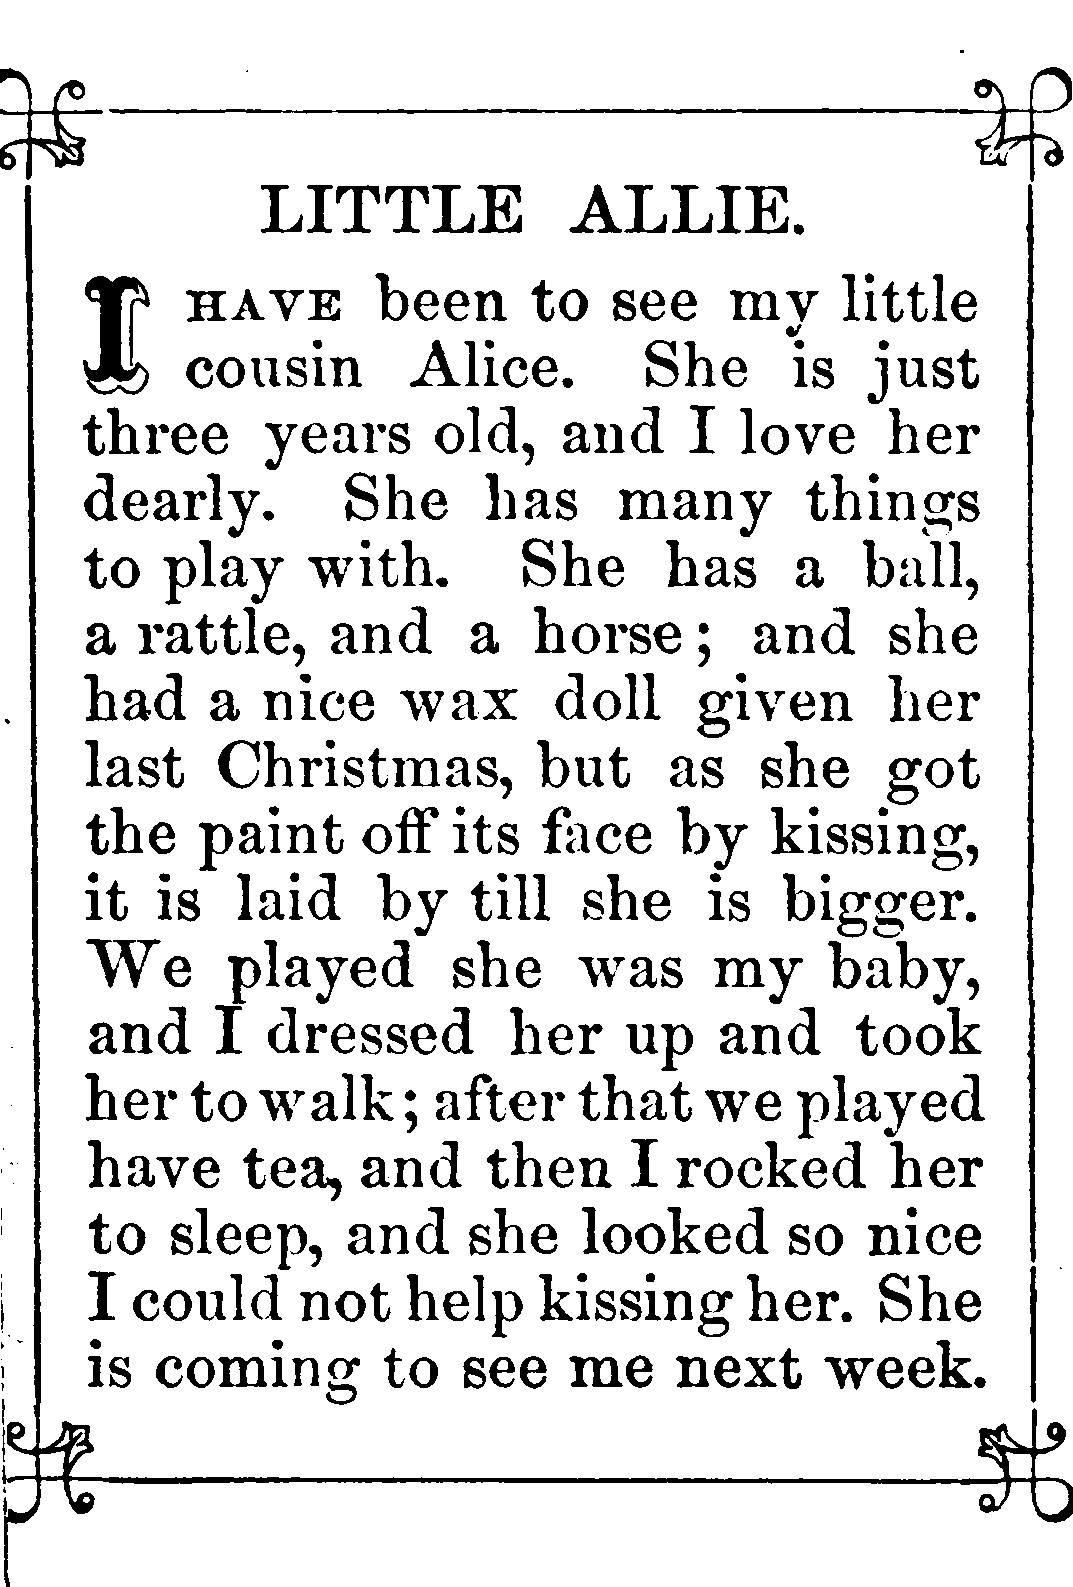 LITTLE ALLIE.
I HAVE been to see my little
cousin Alice. She is just
three years old, and I love her
dearly. She has many things
to play with. She has a ball,
a rattle, and a horse; and she
had a nice wax doll given her
last Christmas, but as she got
the paint off its face by kissing,
it is laid by till she is bigger.
We played she was my baby,
and I dressed her up and took
her to walk; after that we played
have tea, and then I rocked her
to sleep, and she looked so nice
I could not help kissing her. She
is coming to see me next week.